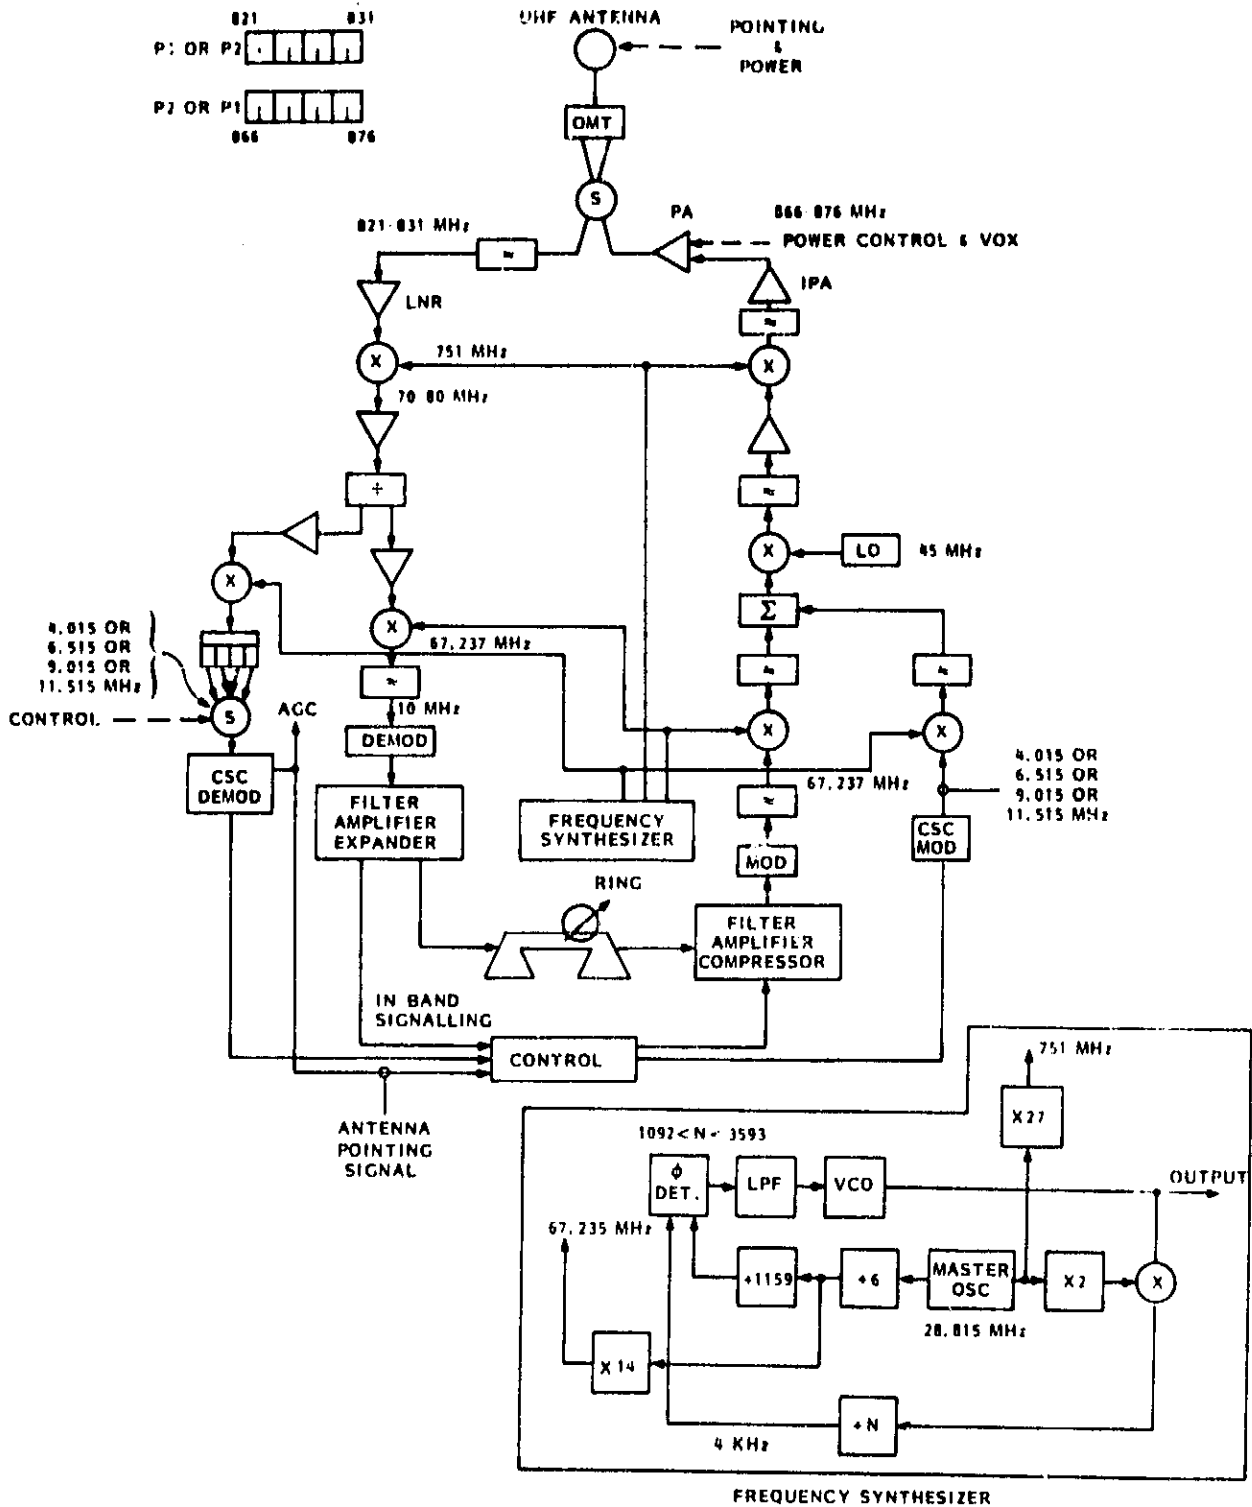 821 831
P1 OR P2
P2 OR P1
866 876
UHF ANTENNA
POINTING
&
POWER
OMT
S
821-831 MHz
PA
866-876 MHz
POWER CONTROL & VOX
≈
IPA
LNR
≈
X
751 MHz
X
70-80 MHz
÷
≈
X
LO
45 MHz
X
Σ
4.015 OR
6.515 OR
9.015 OR
11.515 MHz
X
67,237 MHz
≈
≈
≈
CONTROL
S
AGC
10 MHz
DEMOD
X
X
CSC
DEMOD
67,237 MHz
4.015 OR
6.515 OR
9.015 OR
11.515 MHz
FILTER
AMPLIFIER
EXPANDER
FREQUENCY
SYNTHESIZER
≈
CSC
MOD
MOD
RING
FILTER
AMPLIFIER
COMPRESSOR
IN BAND
SIGNALLING
CONTROL
ANTENNA
POINTING
SIGNAL
751 MHz
X27
1092 < N < 3593
φ
DET.
LPF
VCO
OUTPUT
67,235 MHz
÷1159
÷6
MASTER
OSC
X2
X
28.815 MHz
X14
÷N
4 KHz
FREQUENCY SYNTHESIZER